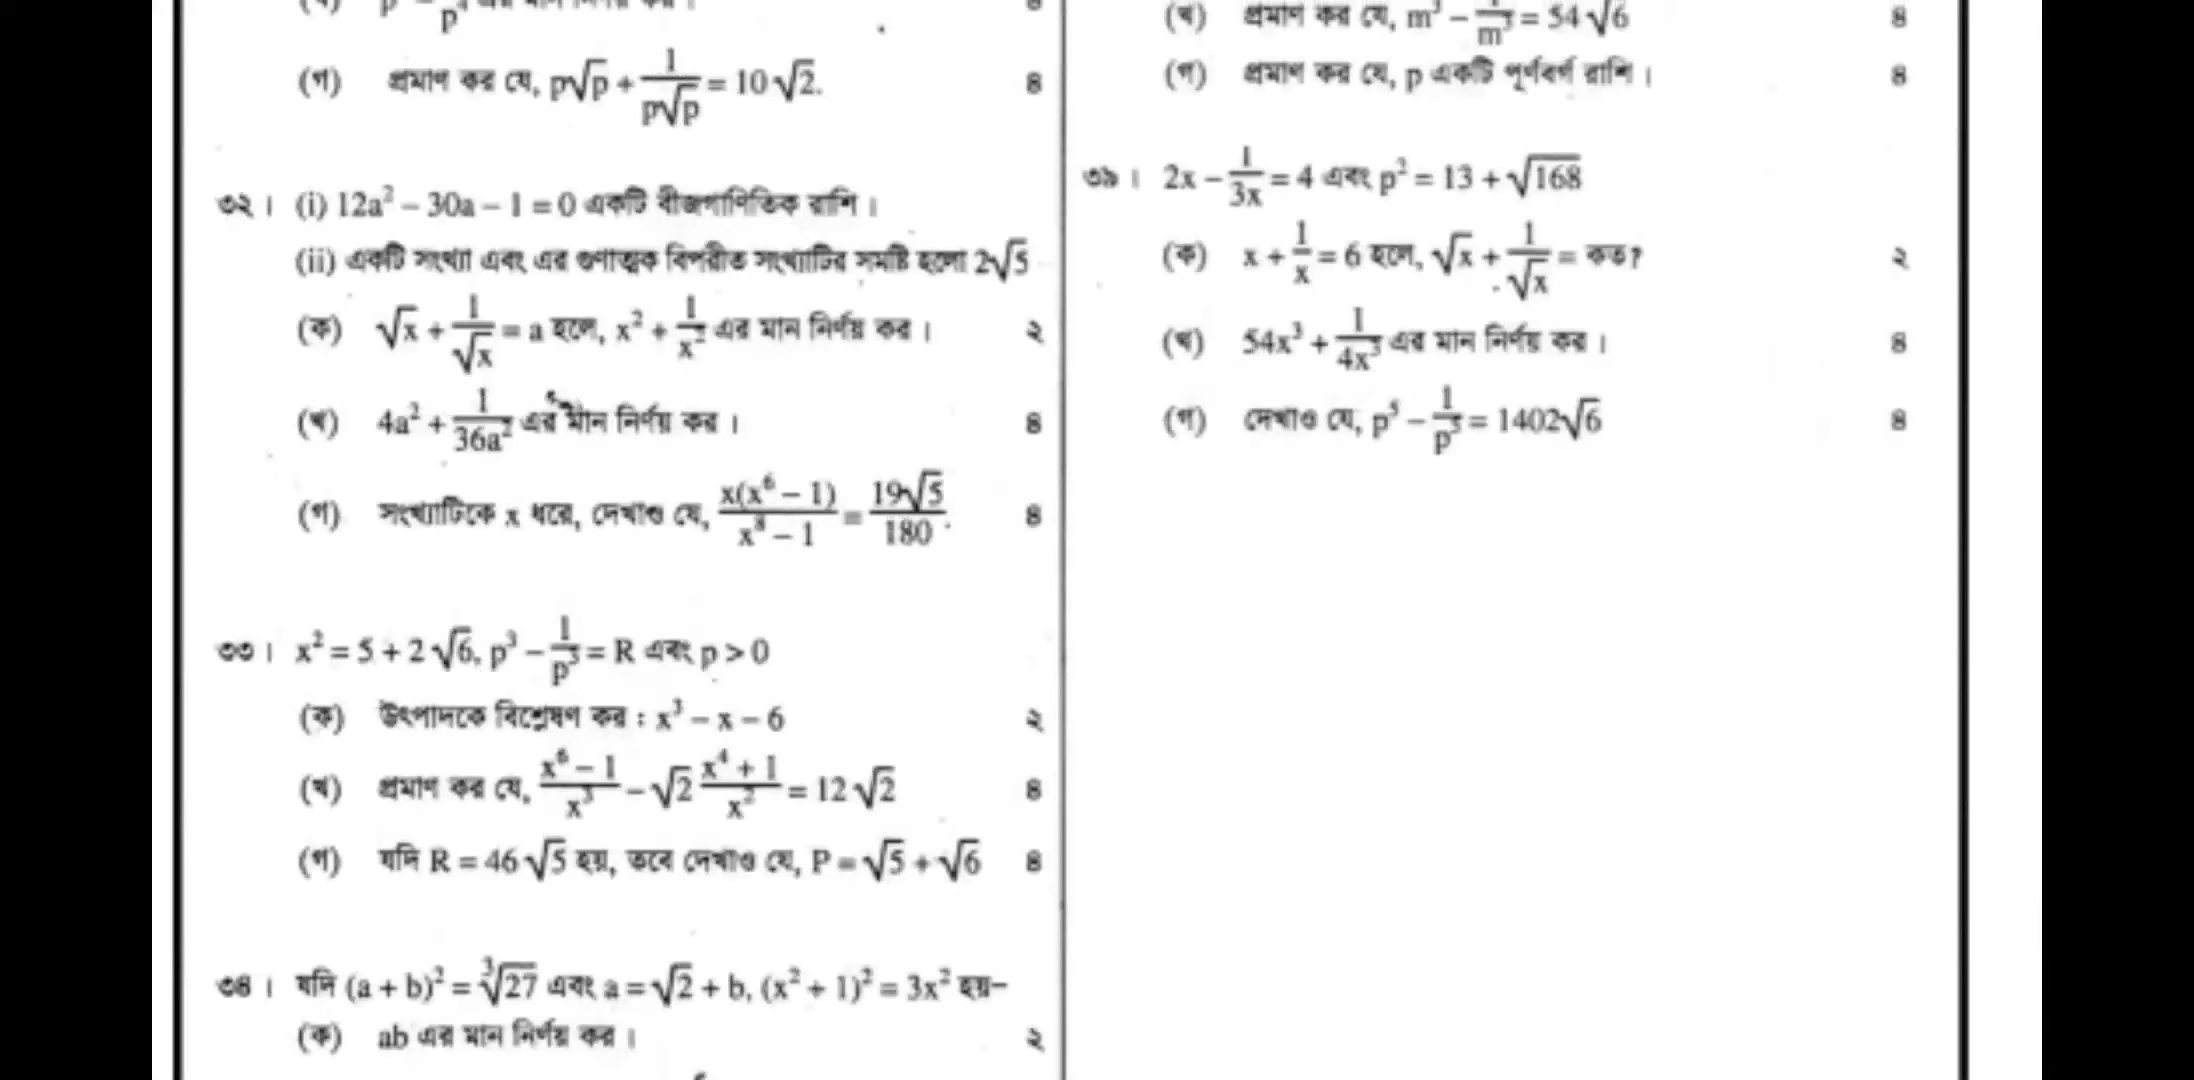 (গ) প্রমাণ কর যে, p√p + 1/(p√p) = 10√2. 8
৩২। (i) 12a² – 30a – 1 = 0 একটি বীজগাণিতিক রাশি।
(ii) একটি সংখ্যা এবং এর গুণাত্মক বিপরীত সংখ্যাটির সমষ্টি হলো 2√5
(ক) √x + 1/√x = a হলে, x² + 1/x² এর মান নির্ণয় কর। ২
(খ) 4a² + 1/36a² এর মান নির্ণয় কর। ৪
(গ) সংখ্যাটিকে x ধরে, দেখাও যে, x(x⁶ – 1)/(x⁸ – 1) = 19√5/180. ৪
৩৩। x² = 5 + 2√6, p³ – 1/p³ = R এবং p > 0
(ক) উৎপাদকে বিশ্লেষণ কর : x³ – x – 6 ২
(খ) প্রমাণ কর যে, (x⁶ – 1)/x³ – √2 (x⁴ + 1)/x² = 12√2 ৪
(গ) যদি R = 46√5 হয়, তবে দেখাও যে, P = √5 + √6 ৪
৩৪। যদি (a + b)² = ∛27 এবং a = √2 + b, (x² + 1)² = 3x² হয়–
(ক) ab এর মান নির্ণয় কর। ২
(খ) প্রমাণ কর যে, m³ – 1/m³ = 54√6 ৪
(গ) প্রমাণ কর যে, p একটি পূর্ণবর্গ রাশি। ৪
৩৯। 2x – 1/3x = 4 এবং p² = 13 + √168
(ক) x + 1/x = 6 হলে, √x + 1/√x = কত? ২
(খ) 54x³ + 1/4x³ এর মান নির্ণয় কর। ৪
(গ) দেখাও যে, p⁵ – 1/p⁵ = 1402√6 ৪